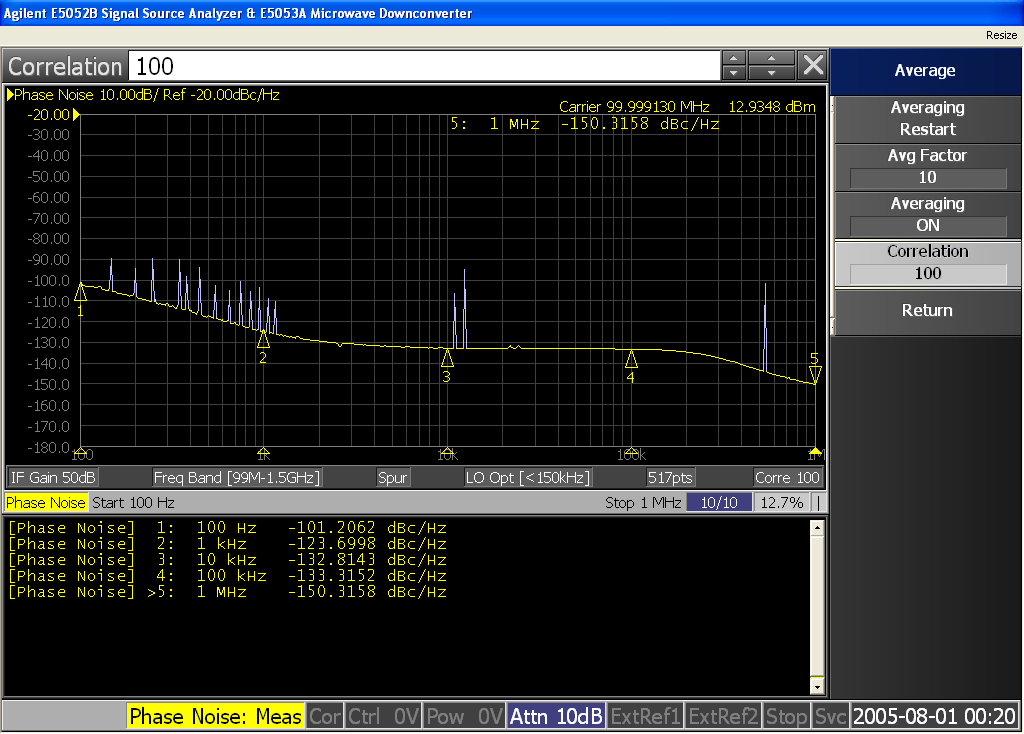 Agilent E5052B Signal Source Analyzer & E5053A Microwave Downconverter
Resize
Correlation 100
Average
Averaging
Restart
Avg Factor
10
Averaging
ON
Correlation
100
Return
Phase Noise 10.00dB/ Ref -20.00dBc/Hz
Carrier 99.999130 MHz 12.9348 dBm
5: 1 MHz -150.3158 dBc/Hz
-20.00
-30.00
-40.00
-50.00
-60.00
-70.00
-80.00
-90.00
-100.0
-110.0
-120.0
-130.0
-140.0
-150.0
-160.0
-170.0
-180.0
1
2
3
4
5
100 1k 10k 100k 1M
IF Gain 50dB Freq Band [99M-1.5GHz] Spur LO Opt [<150kHz] 517pts Corre 100
Phase Noise Start 100 Hz Stop 1 MHz 10/10 12.7%
[Phase Noise] 1: 100 Hz -101.2062 dBc/Hz
[Phase Noise] 2: 1 kHz -123.6998 dBc/Hz
[Phase Noise] 3: 10 kHz -132.8143 dBc/Hz
[Phase Noise] 4: 100 kHz -133.3152 dBc/Hz
[Phase Noise] >5: 1 MHz -150.3158 dBc/Hz
Phase Noise: Meas Cor Ctrl 0V Pow 0V Attn 10dB ExtRef1 ExtRef2 Stop Svc 2005-08-01 00:20